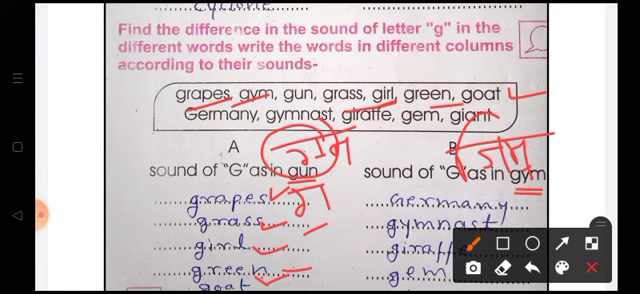 cyclone
Find the difference in the sound of letter "g" in the
different words write the words in different columns
according to their sounds-
grapes, gym, gun, grass, girl, green, goat
Germany, gymnast, giraffe, gem, giant
A B
sound of "G" as in gun sound of "G" as in gym
grapes Germany
grass gymnast
girl giraffe
green gem
goat